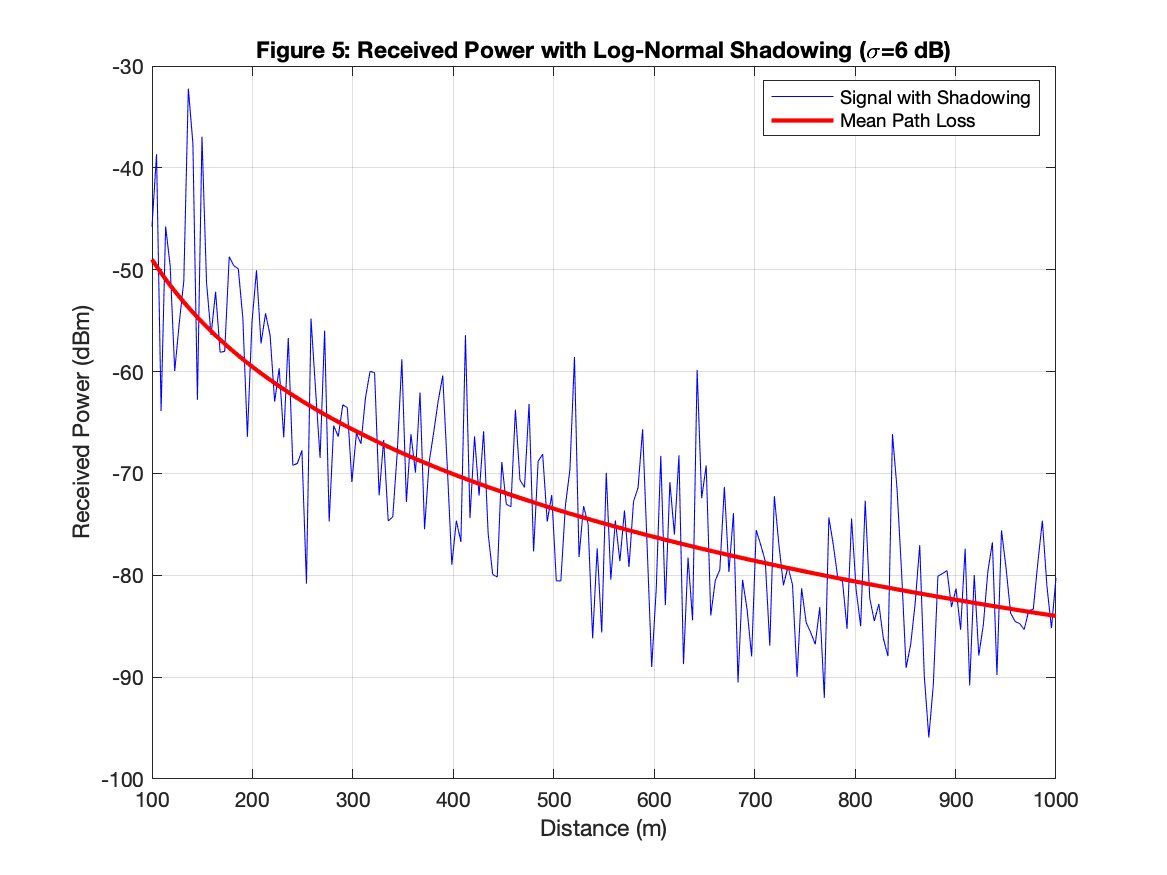 Figure 5: Received Power with Log-Normal Shadowing (σ=6 dB)
Signal with Shadowing
Mean Path Loss
Received Power (dBm)
-30
-40
-50
-60
-70
-80
-90
-100
100 200 300 400 500 600 700 800 900 1000
Distance (m)